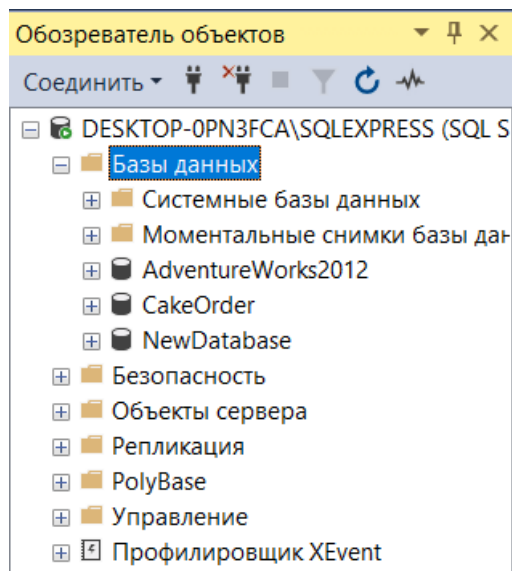 Обозреватель объектов
Соединить
DESKTOP-0PN3FCA\SQLEXPRESS (SQL S
Базы данных
Системные базы данных
Моментальные снимки базы дан
AdventureWorks2012
CakeOrder
NewDatabase
Безопасность
Объекты сервера
Репликация
PolyBase
Управление
Профилировщик XEvent